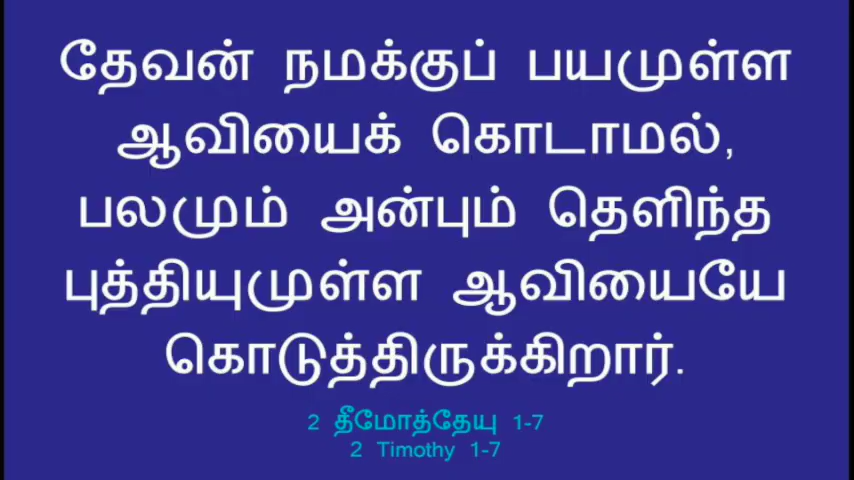 தேவன் நமக்குப் பயமுள்ள
ஆவியைக் கொடாமல்,
பலமும் அன்பும் தெளிந்த
புத்தியுமுள்ள ஆவியையே
கொடுத்திருக்கிறார்.
2 தீமோத்தேயு 1-7
2 Timothy 1-7